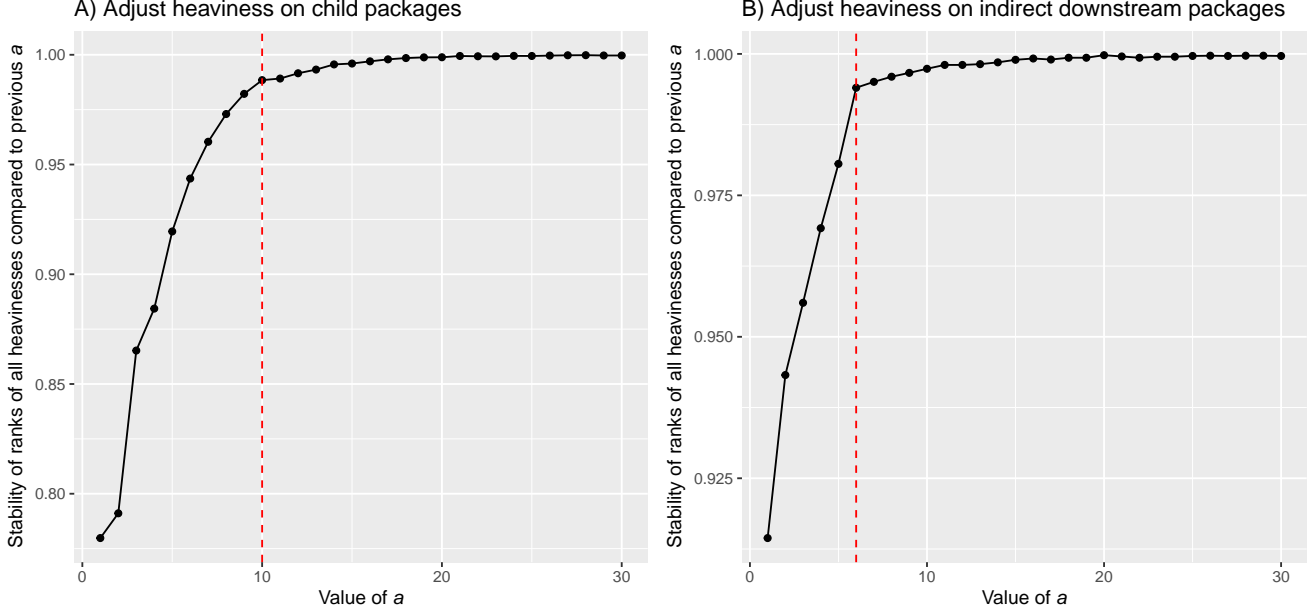 A) Adjust heaviness on child packages
Stability of ranks of all heavinesses compared to previous a
1.00
0.95
0.90
0.85
0.80
0
10
20
30
Value of a
B) Adjust heaviness on indirect downstream packages
Stability of ranks of all heavinesses compared to previous a
1.000
0.975
0.950
0.925
0
10
20
30
Value of a